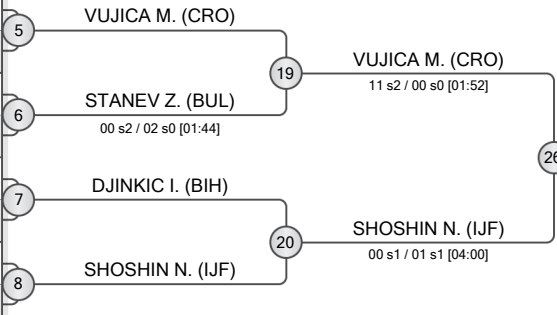 VUJICA M. (CRO)
5
19
VUJICA M. (CRO)
11 s2 / 00 s0 [01:52]
STANEV Z. (BUL)
6
00 s2 / 02 s0 [01:44]
26
DJINKIC I. (BIH)
7
20
SHOSHIN N. (IJF)
00 s1 / 01 s1 [04:00]
SHOSHIN N. (IJF)
8